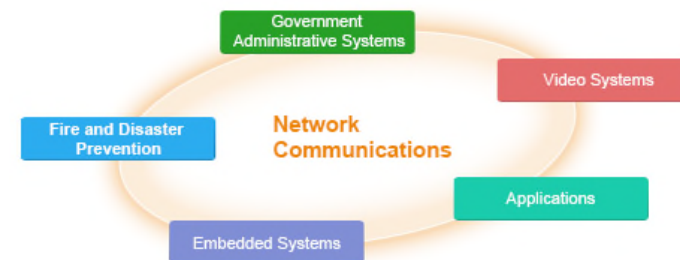 Government
Administrative Systems
Video Systems
Fire and Disaster
Prevention
Network
Communications
Applications
Embedded Systems